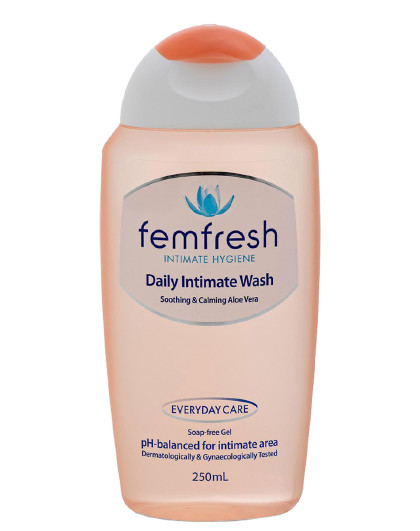 femfresh
INTIMATE HYGIENE
Daily Intimate Wash
Soothing & Calming Aloe Vera
EVERYDAY CARE
Soap-free Gel
pH-balanced for intimate area
Dermatologically & Gynaecologically Tested
250mL